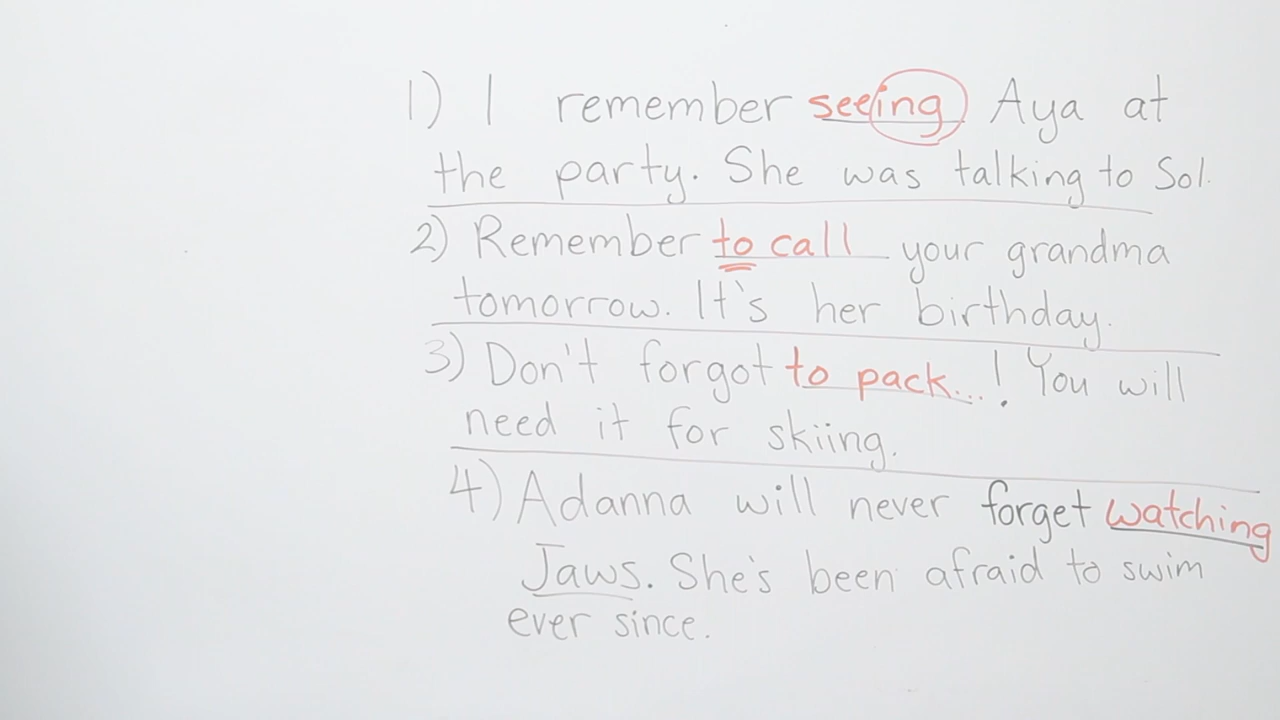 1) I remember seeing Aya at
the party. She was talking to Sol.
2) Remember to call your grandma
tomorrow. It's her birthday.
3) Don't forgot to pack...! You will
need it for skiing.
4) Adanna will never forget watching
Jaws. She's been afraid to swim
ever since.